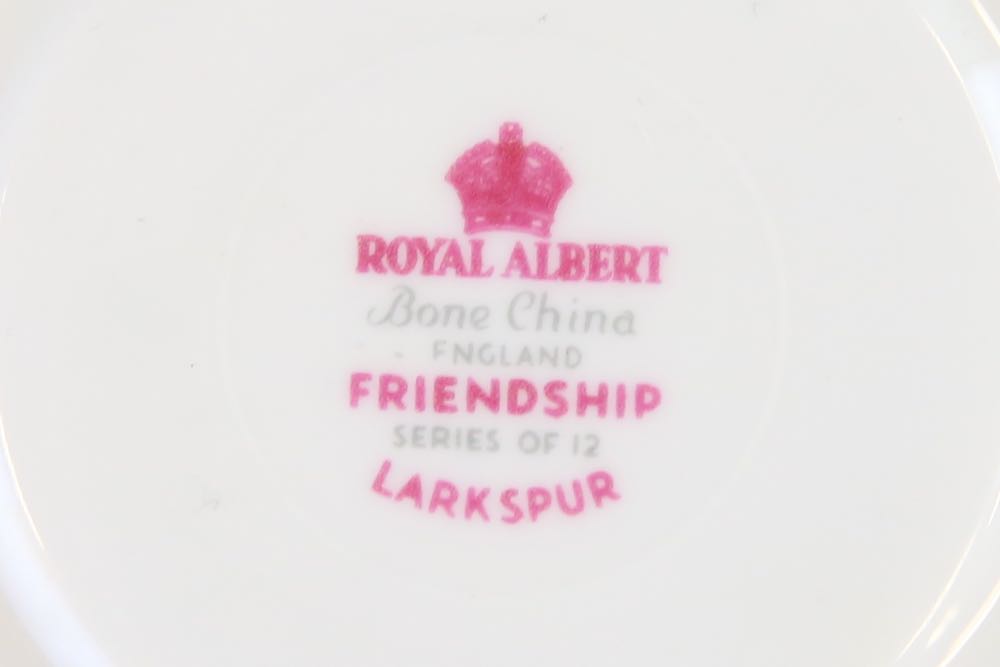 ROYAL ALBERT
Bone China
ENGLAND
FRIENDSHIP
SERIES OF 12
LARKSPUR